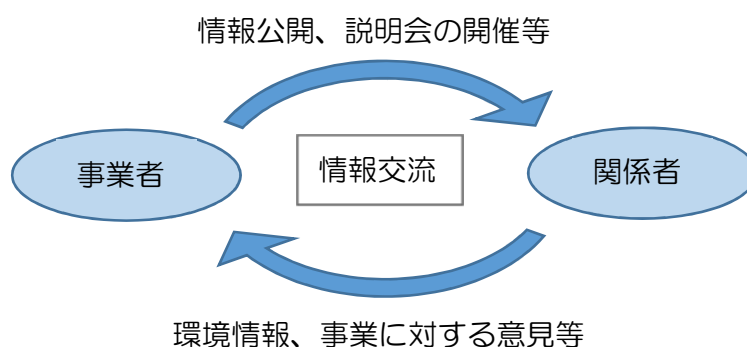 情報公開、説明会の開催等
事業者
情報交流
関係者
環境情報、事業に対する意見等